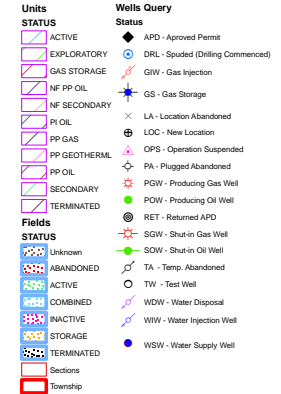 Units
STATUS
ACTIVE
EXPLORATORY
GAS STORAGE
NF PP OIL
NF SECONDARY
PI OIL
PP GAS
PP GEOTHERML
PP OIL
SECONDARY
TERMINATED
Fields
STATUS
Unknown
ABANDONED
ACTIVE
COMBINED
INACTIVE
STORAGE
TERMINATED
Sections
Township
Wells Query
Status
APD - Aproved Permit
DRL - Spuded (Drilling Commenced)
GIW - Gas Injection
GS - Gas Storage
LA - Location Abandoned
LOC - New Location
OPS - Operation Suspended
PA - Plugged Abandoned
PGW - Producing Gas Well
POW - Producing Oil Well
RET - Returned APD
SGW - Shut-in Gas Well
SOW - Shut-in Oil Well
TA - Temp. Abandoned
TW - Test Well
WDW - Water Disposal
WIW - Water Injection Well
WSW - Water Supply Well